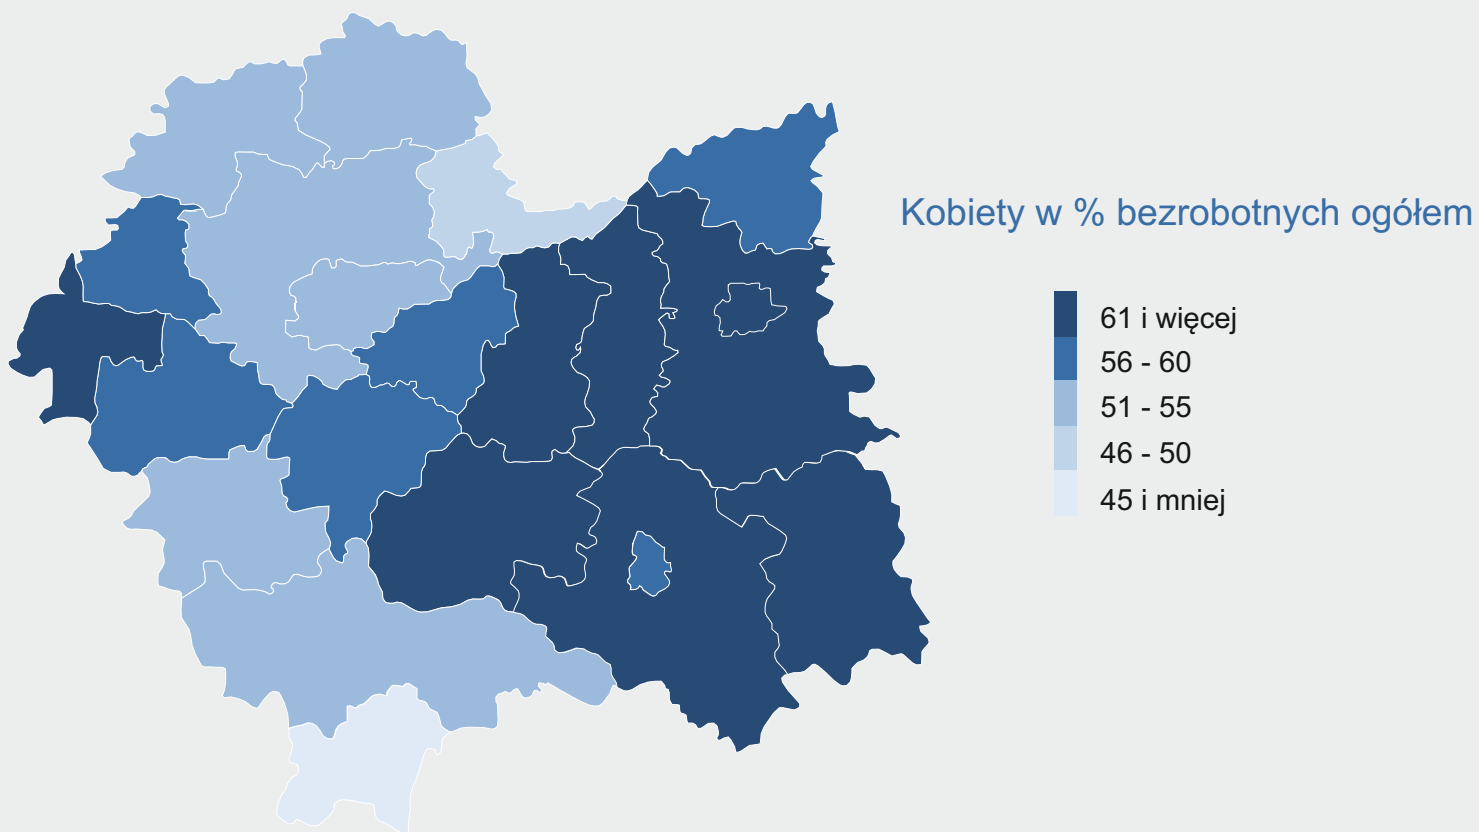 Kobiety w % bezrobotnych ogółem
61 i więcej
56 - 60
51 - 55
46 - 50
45 i mniej